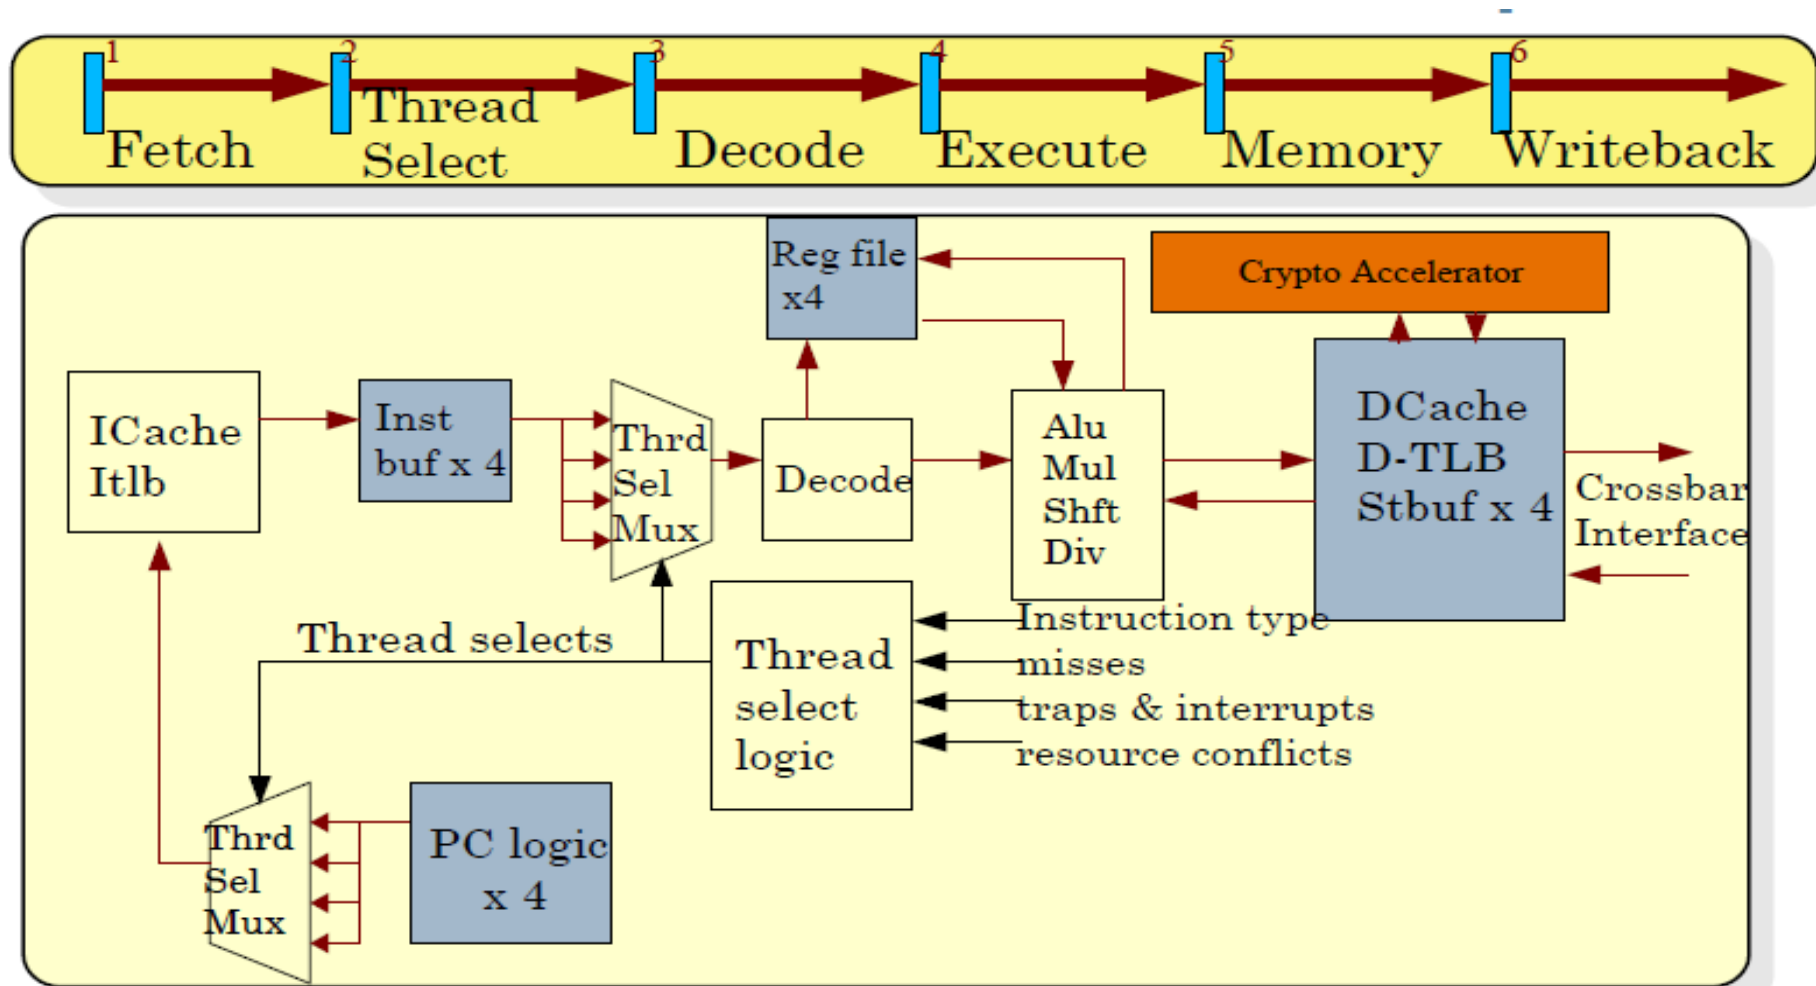 1
2
3
4
5
6
Fetch
Thread
Select
Decode
Execute
Memory
Writeback
Reg file
x4
Crypto Accelerator
ICache
Itlb
Inst
buf x 4
Thrd
Sel
Mux
Decode
Alu
Mul
Shft
Div
DCache
D-TLB
Stbuf x 4
Crossbar
Interface
Thread selects
Thread
select
logic
Instruction type
misses
traps & interrupts
resource conflicts
Thrd
Sel
Mux
PC logic
x 4